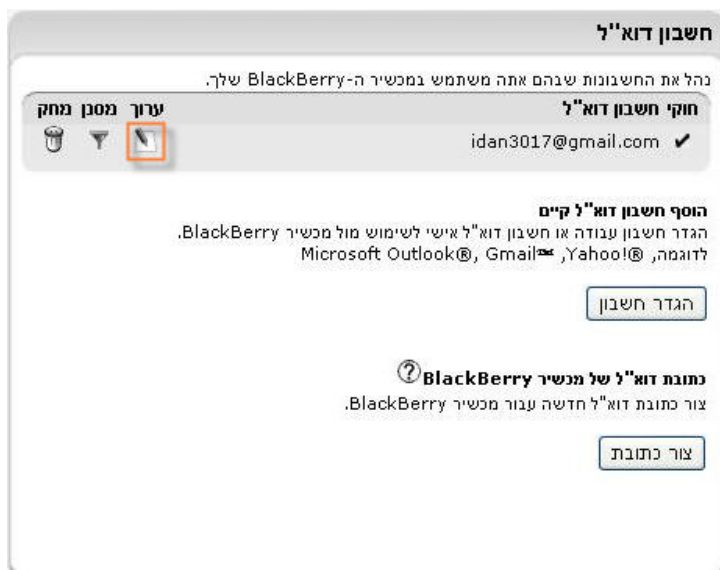 חשבון דוא''ל
נהל את החשבונות שבהם אתה משתמש במכשיר ה-BlackBerry שלך.
חוקי חשבון דוא''ל ערוך מסנן מחק
idan3017@gmail.com
הוסף חשבון דוא''ל קיים
הגדר חשבון עבודה או חשבון דוא''ל אישי לשימוש מול מכשיר BlackBerry.
לדוגמה, Microsoft Outlook®, Gmail™ ,Yahoo!®
הגדר חשבון
כתובת דוא''ל של מכשיר BlackBerry
צור כתובת דוא"ל חדשה עבור מכשיר BlackBerry.
צור כתובת